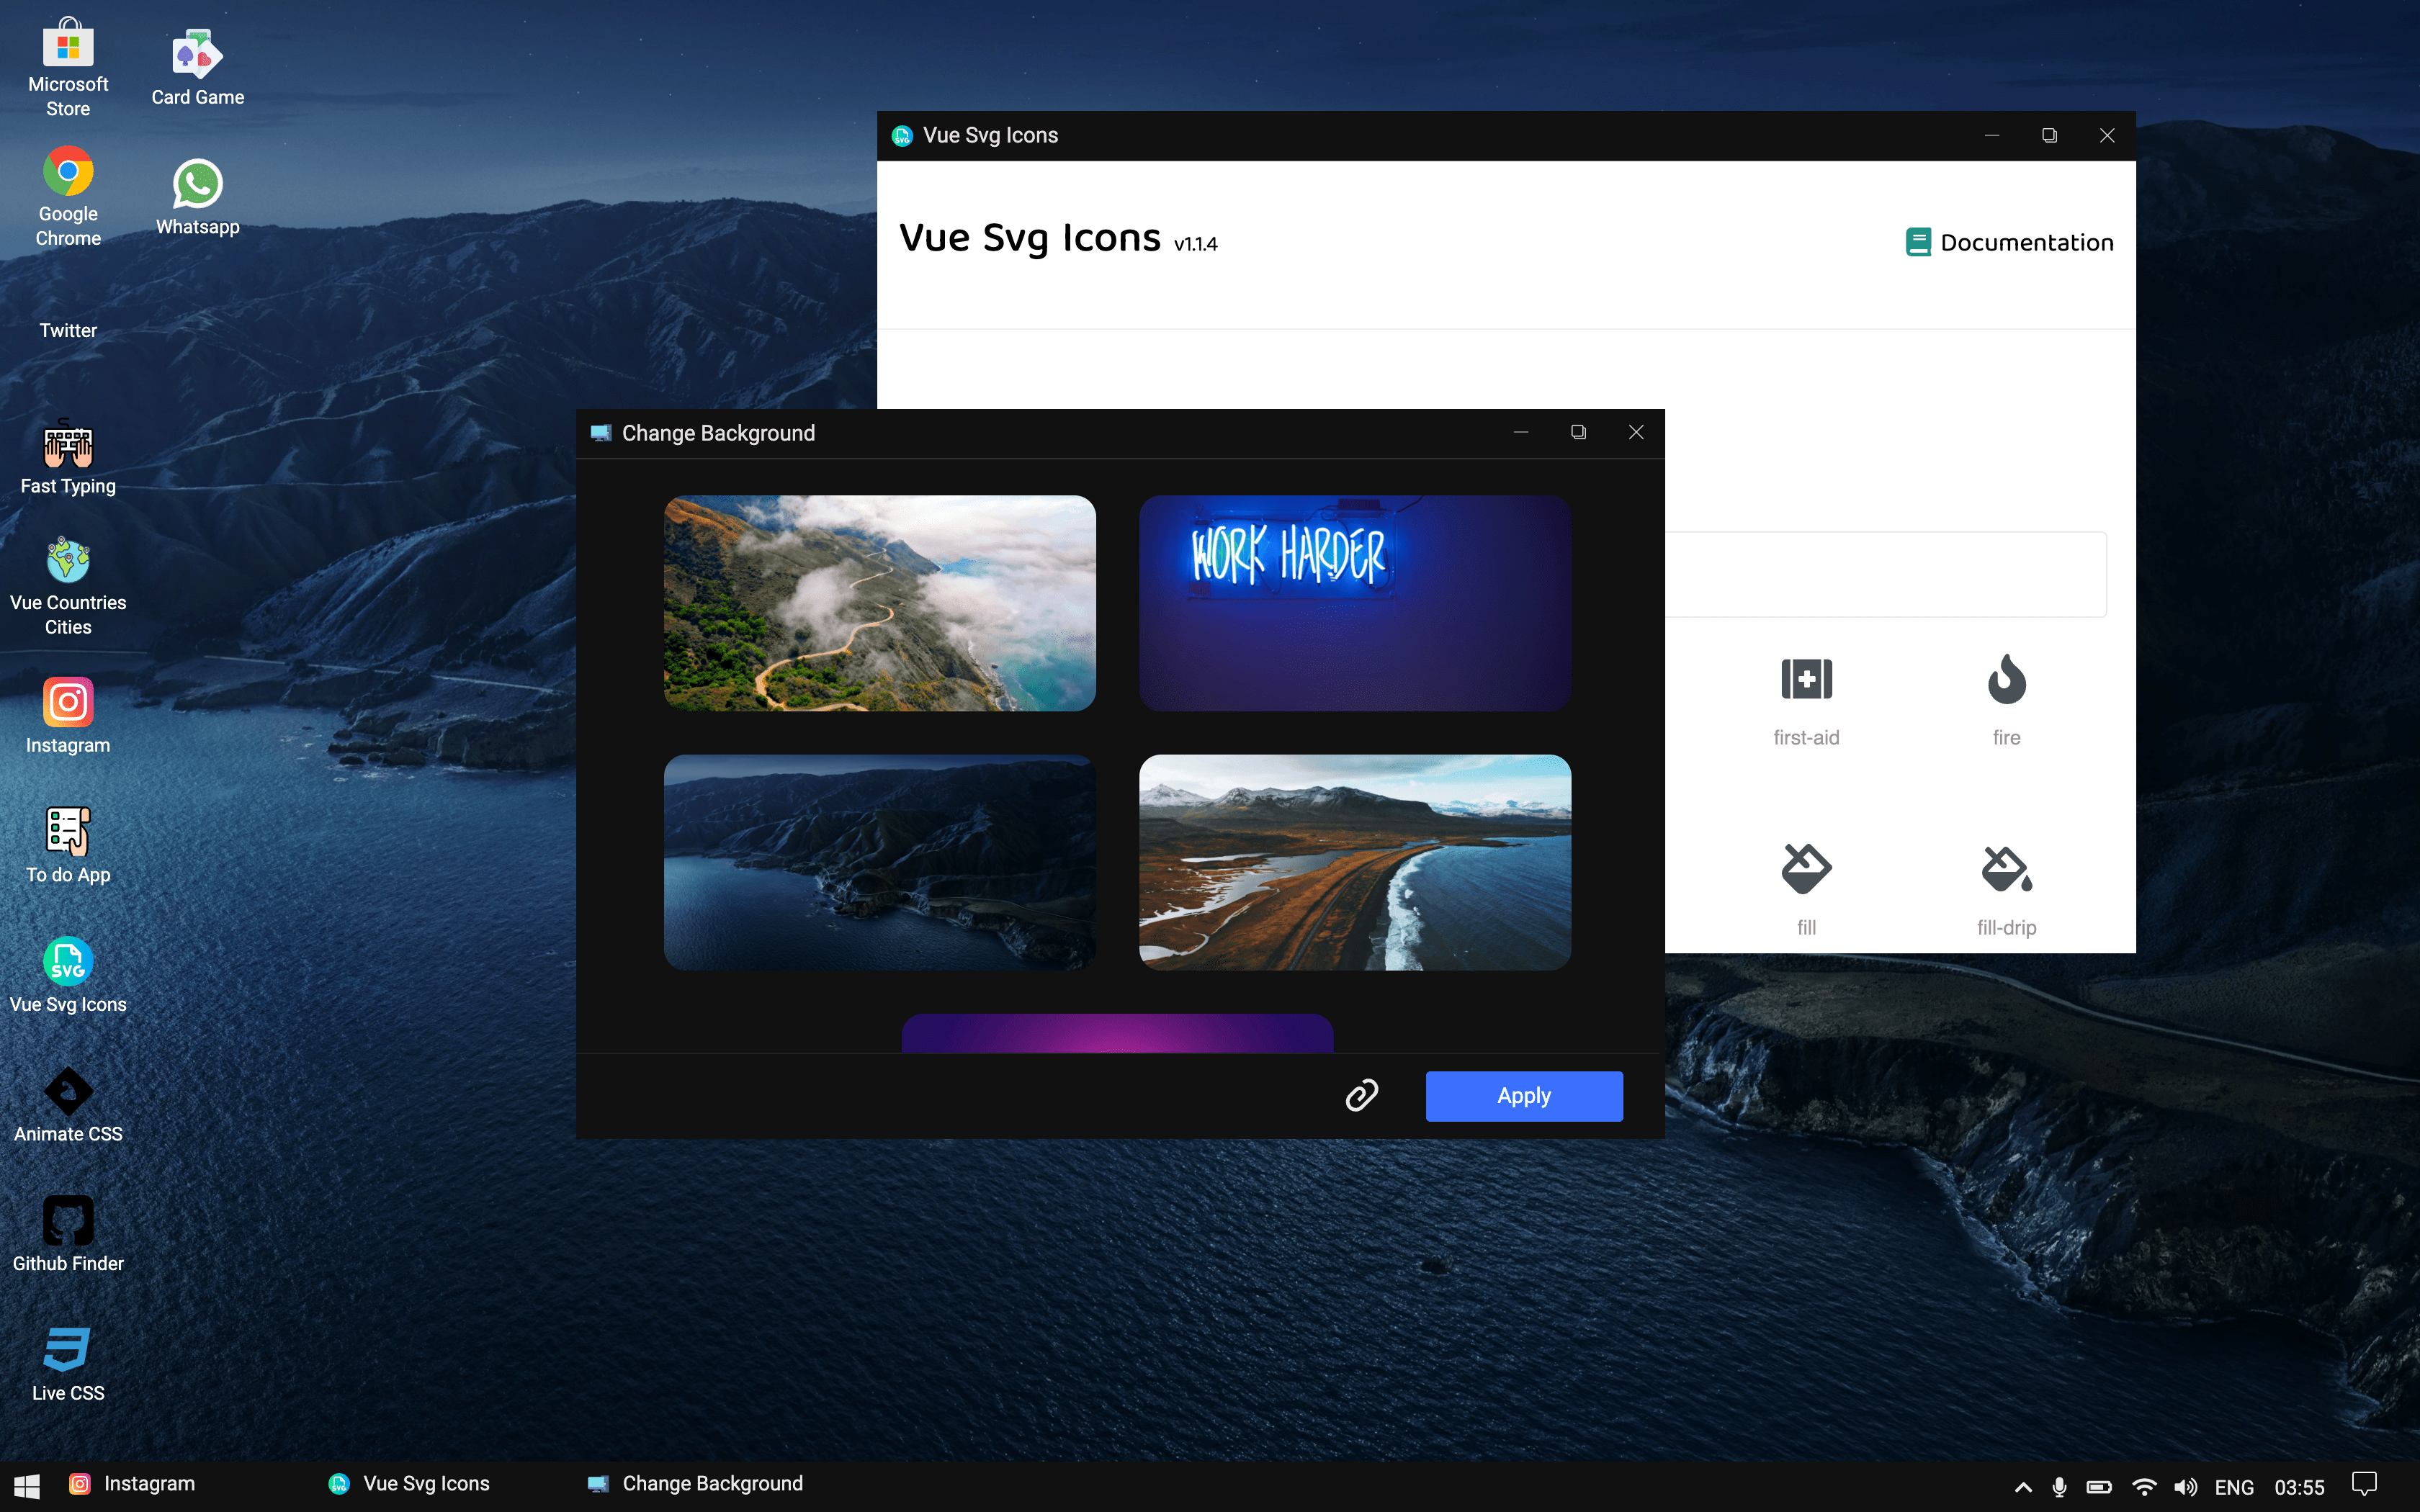 Microsoft
Store
Card Game
Google
Chrome
Whatsapp
Twitter
Fast Typing
Vue Countries
Cities
Instagram
To do App
SVG
Vue Svg Icons
Animate CSS
Github Finder
Live CSS
Vue Svg Icons
Vue Svg Icons v1.1.4
Documentation
first-aid
fire
fill
fill-drip
Change Background
WORK HARDER
Apply
Instagram
Vue Svg Icons
Change Background
ENG
03:55